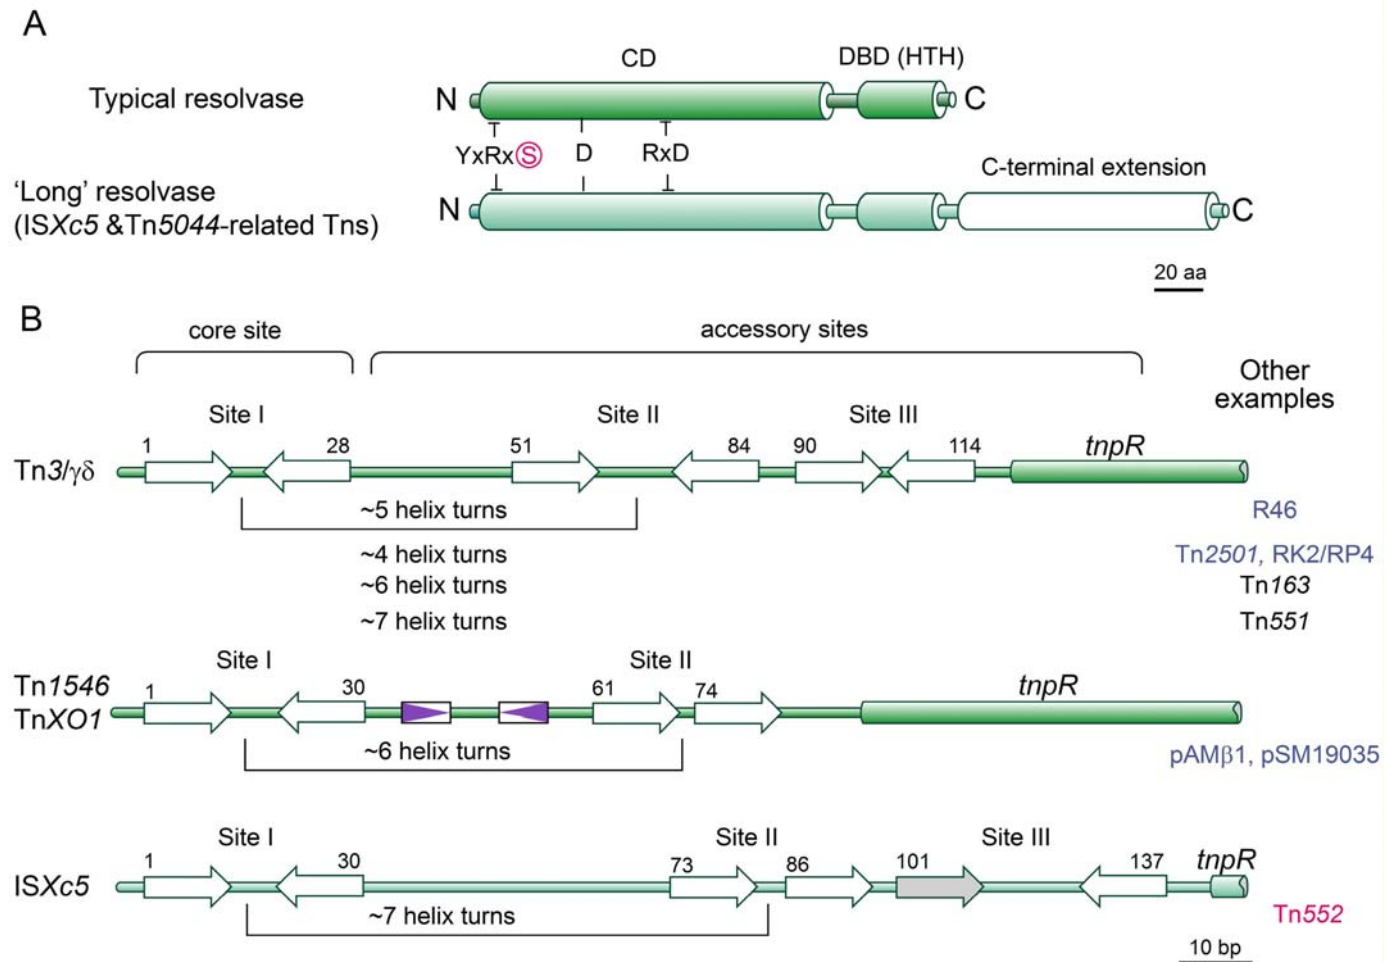 A
CD
DBD (HTH)
Typical resolvase
N
C
YxRxS
D
RxD
C-terminal extension
'Long' resolvase
(ISXc5 &Tn5044-related Tns)
N
C
20 aa
B
core site
accessory sites
Other
examples
Site I
Site II
Site III
1
28
51
84
90
114
tnpR
Tn3/γδ
~5 helix turns
R46
~4 helix turns
Tn2501, RK2/RP4
~6 helix turns
Tn163
~7 helix turns
Tn551
Site I
Site II
Tn1546
TnXO1
1
30
61
74
tnpR
~6 helix turns
pAMβ1, pSM19035
Site I
Site II
Site III
1
30
73
86
101
137
tnpR
ISXc5
~7 helix turns
Tn552
10 bp